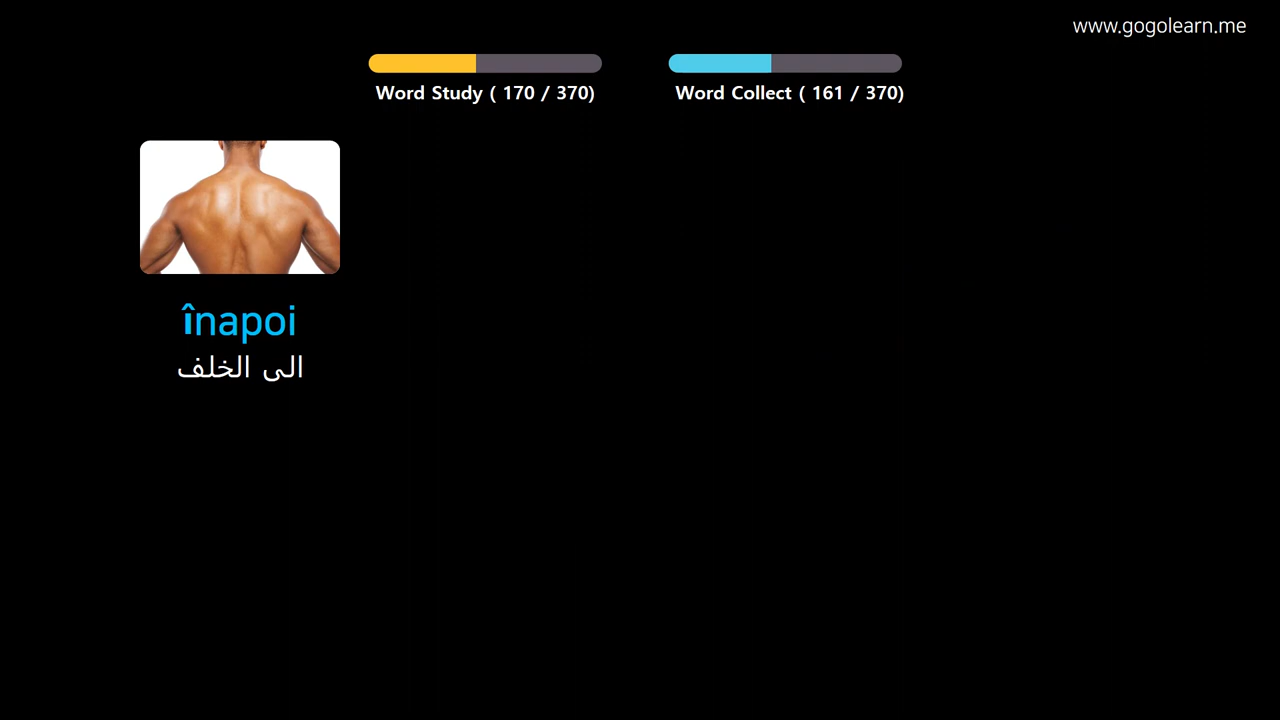 www.gogolearn.me
Word Study ( 170 / 370)
Word Collect ( 161 / 370)
înapoi
الى الخلف